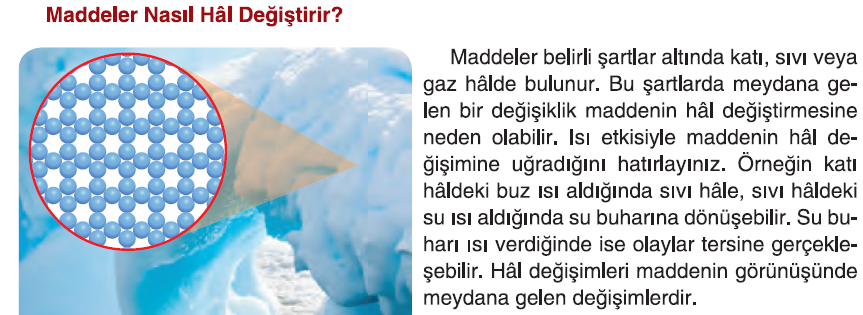 Maddeler Nasıl Hâl Değiştirir?
Maddeler belirli şartlar altında katı, sıvı veya
gaz hâlde bulunur. Bu şartlarda meydana ge-
len bir değişiklik maddenin hâl değiştirmesine
neden olabilir. Isı etkisiyle maddenin hâl de-
ğişimine uğradığını hatırlayınız. Örneğin katı
hâldeki buz ısı aldığında sıvı hâle, sıvı hâldeki
su ısı aldığında su buharına dönüşebilir. Su bu-
harı ısı verdiğinde ise olaylar tersine gerçekle-
şebilir. Hâl değişimleri maddenin görünüşünde
meydana gelen değişimlerdir.